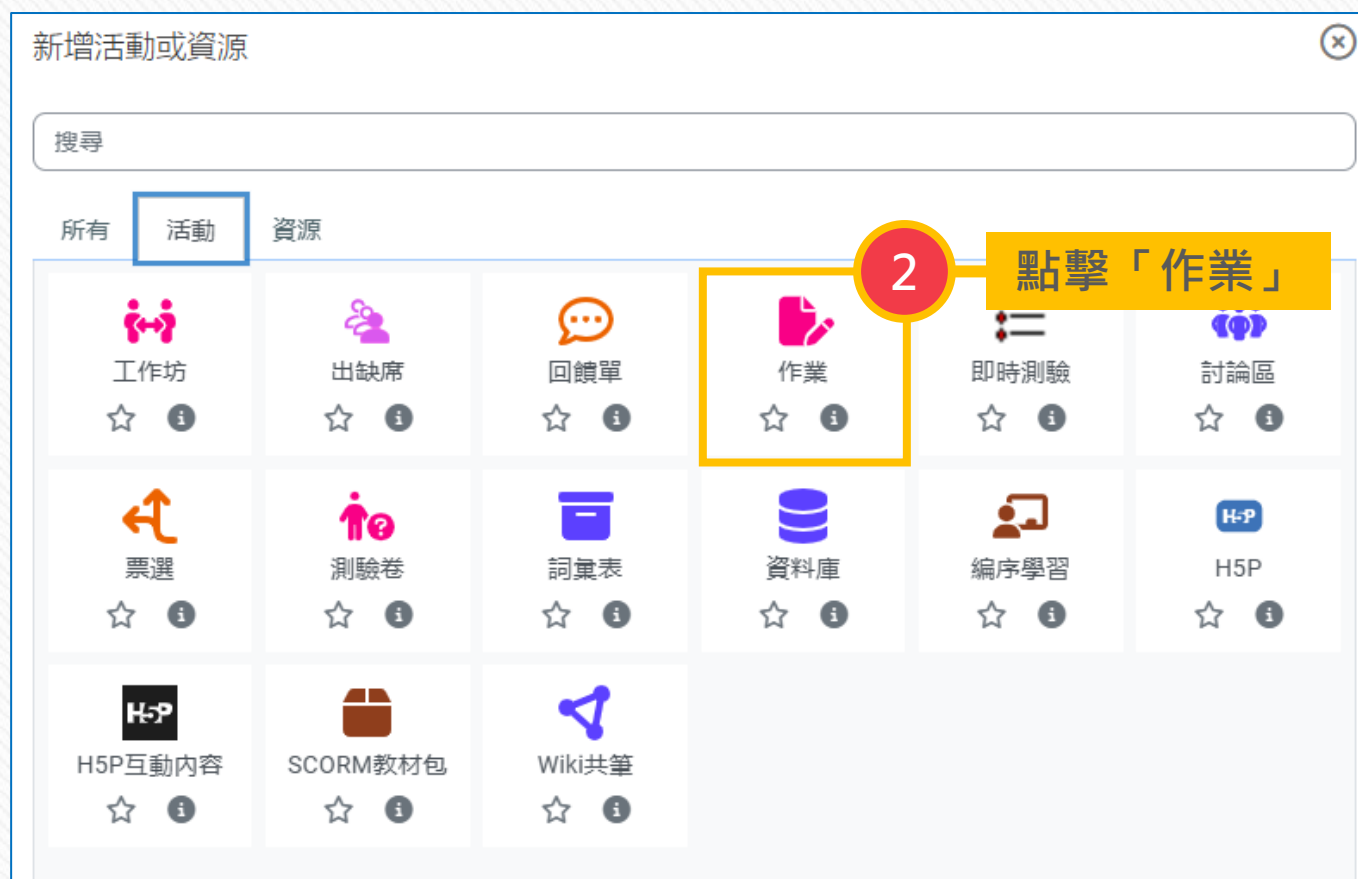 新增活動或資源
搜尋
所有 活動 資源
2 點擊「作業」
工作坊 出缺席 回饋單 作業 即時測驗 討論區
票選 測驗卷 詞彙表 資料庫 編序學習 H5P
H5P
H5P
H5P互動內容 SCORM教材包 Wiki共筆